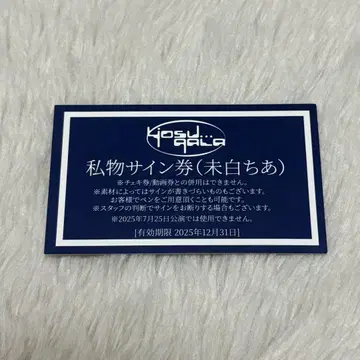 kjosu...
gala
私物サイン券(未白ちあ)
※チェキ券/動画券との併用はできません。
※素材によってはサインが書きづらいものもございます。
お客様でペンをご用意頂くことも可能です。
※スタッフの判断でサインをお断りする場合もございます。
※2025年7月25日公演では使用できません。
[有効期限 2025年12月31日]